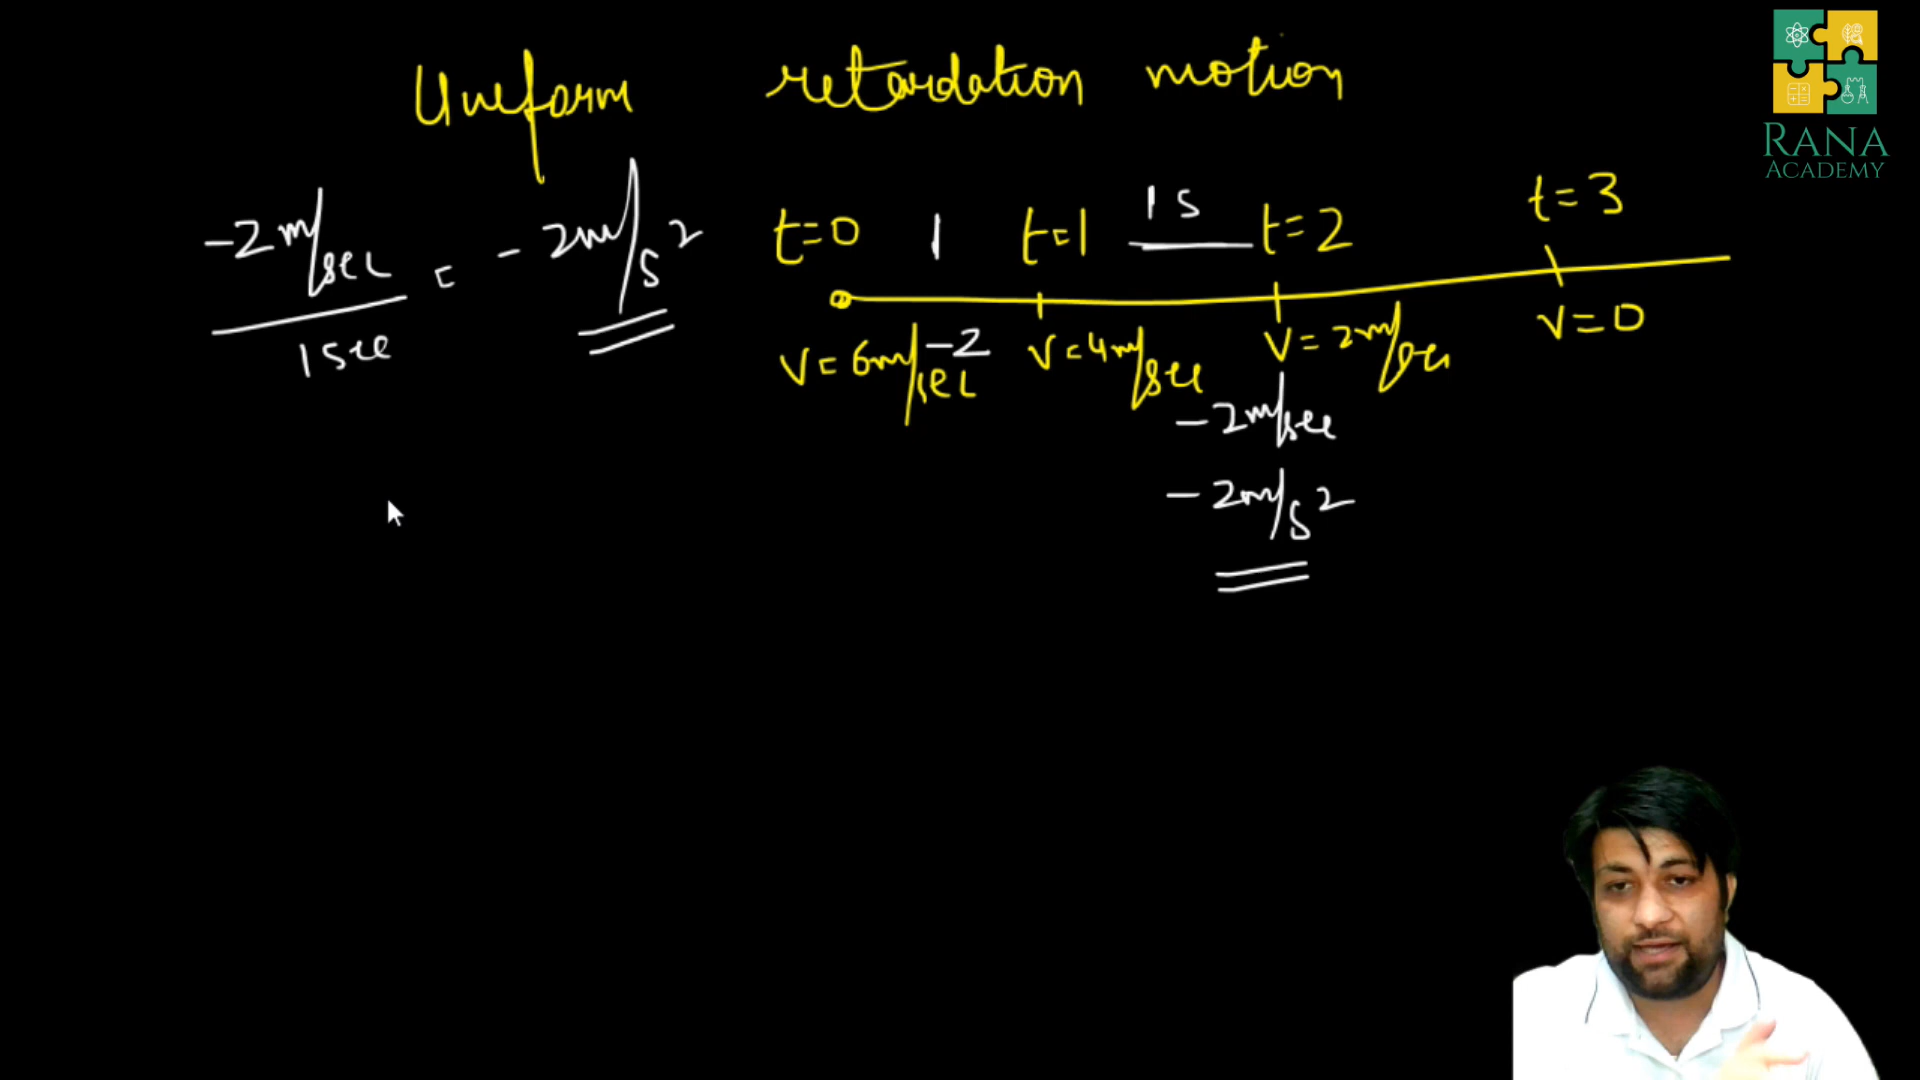 Uniform retardation motion
RANA
ACADEMY
-2m/sec
1sec
= -2m/s2
t=0 1 t=1 1s t=2 t=3
v=6m/sec -2 v=4m/sec v=2m/sec v=0
-2m/sec
-2m/s2